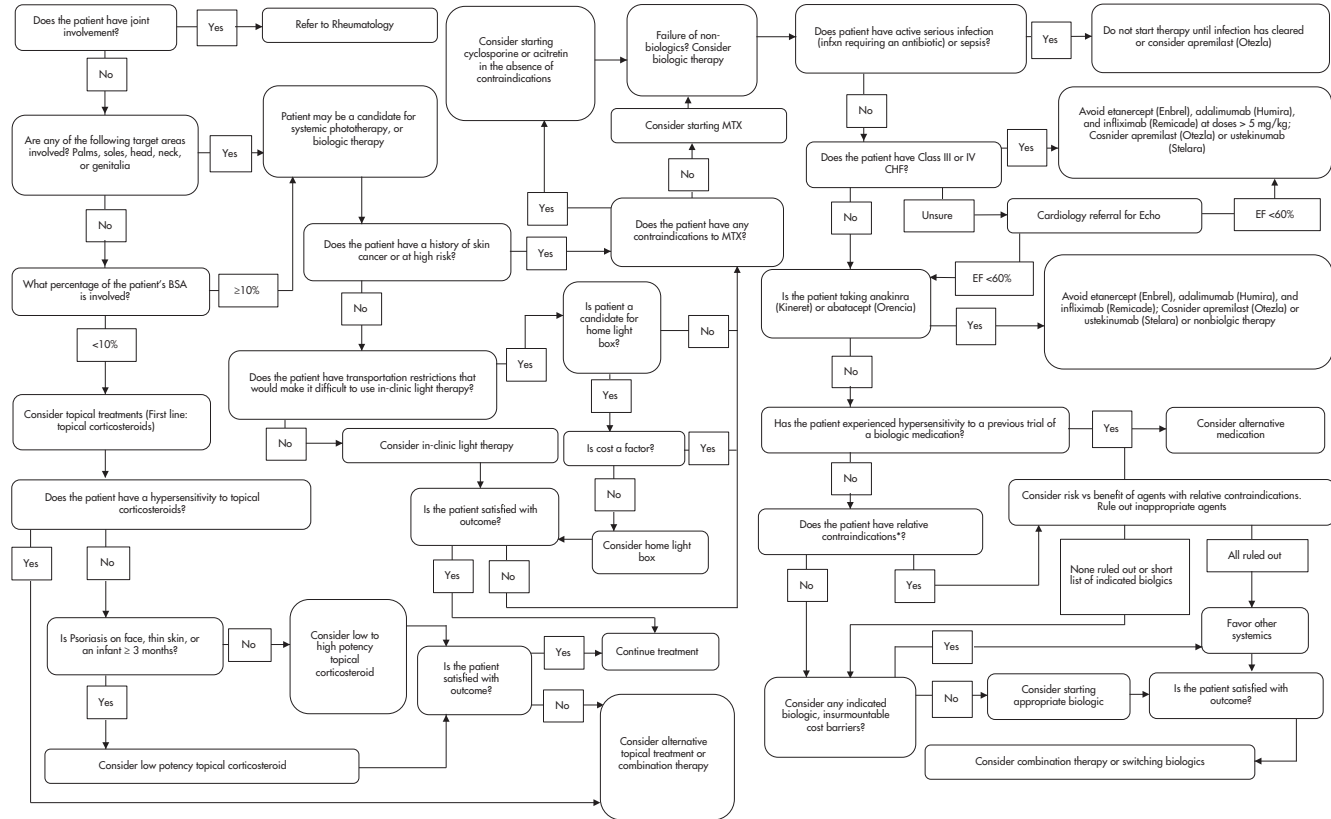 Does the patient have joint
involvement?
Yes
Refer to Rheumatology
No
Are any of the following target areas
involved? Palms, soles, head, neck,
or genitalia
Yes
Patient may be a candidate for
systemic phototherapy, or
biologic therapy
No
What percentage of the patient's BSA
is involved?
≥10%
<10%
Consider topical treatments (First line:
topical corticosteroids)
Does the patient have a hypersensitivity to topical
corticosteroids?
Yes
No
Is Psoriasis on face, thin skin, or
an infant ≥ 3 months?
No
Consider low to
high potency
topical
corticosteroid
Yes
Consider low potency topical corticosteroid
Is the patient
satisfied with
outcome?
Yes
Continue treatment
No
Consider alternative
topical treatment or
combination therapy
Does the patient have a history of skin
cancer or at high risk?
Yes
No
Does the patient have transportation restrictions that
would make it difficult to use in-clinic light therapy?
Yes
No
Consider in-clinic light therapy
Is patient a
candidate for
home light
box?
No
Yes
Is cost a factor?
Yes
No
Consider home light
box
Is the patient satisfied with
outcome?
Yes
No
Does the patient have any
contraindications to MTX?
Yes
No
Consider starting
cyclosporine or acitretin
in the absence of
contraindications
Consider starting MTX
Failure of non-
biologics? Consider
biologic therapy
Does patient have active serious infection
(infxn requiring an antibiotic) or sepsis?
Yes
Do not start therapy until infection has cleared
or consider apremilast (Otezla)
No
Does the patient have Class III or IV
CHF?
Yes
Avoid etanercept (Enbrel), adalimumab (Humira),
and infliximab (Remicade) at doses > 5 mg/kg;
Cosnider apremilast (Otezla) or ustekinumab
(Stelara)
No
Unsure
Cardiology referral for Echo
EF <60%
EF <60%
Is the patient taking anakinra
(Kineret) or abatacept (Orencia)
Yes
Avoid etanercept (Enbrel), adalimumab (Humira), and
infliximab (Remicade); Cosnider apremilast (Otezla) or
ustekinumab (Stelara) or nonbiolgic therapy
No
Has the patient experienced hypersensitivity to a previous trial of
a biologic medication?
Yes
Consider alternative
medication
No
Does the patient have relative
contraindications*?
Yes
No
Consider risk vs benefit of agents with relative contraindications.
Rule out inappropriate agents
None ruled out or short
list of indicated biolgics
All ruled out
Favor other
systemics
Consider any indicated
biologic, insurmountable
cost barriers?
Yes
No
Consider starting
appropriate biologic
Is the patient satisfied with
outcome?
Consider combination therapy or switching biologics